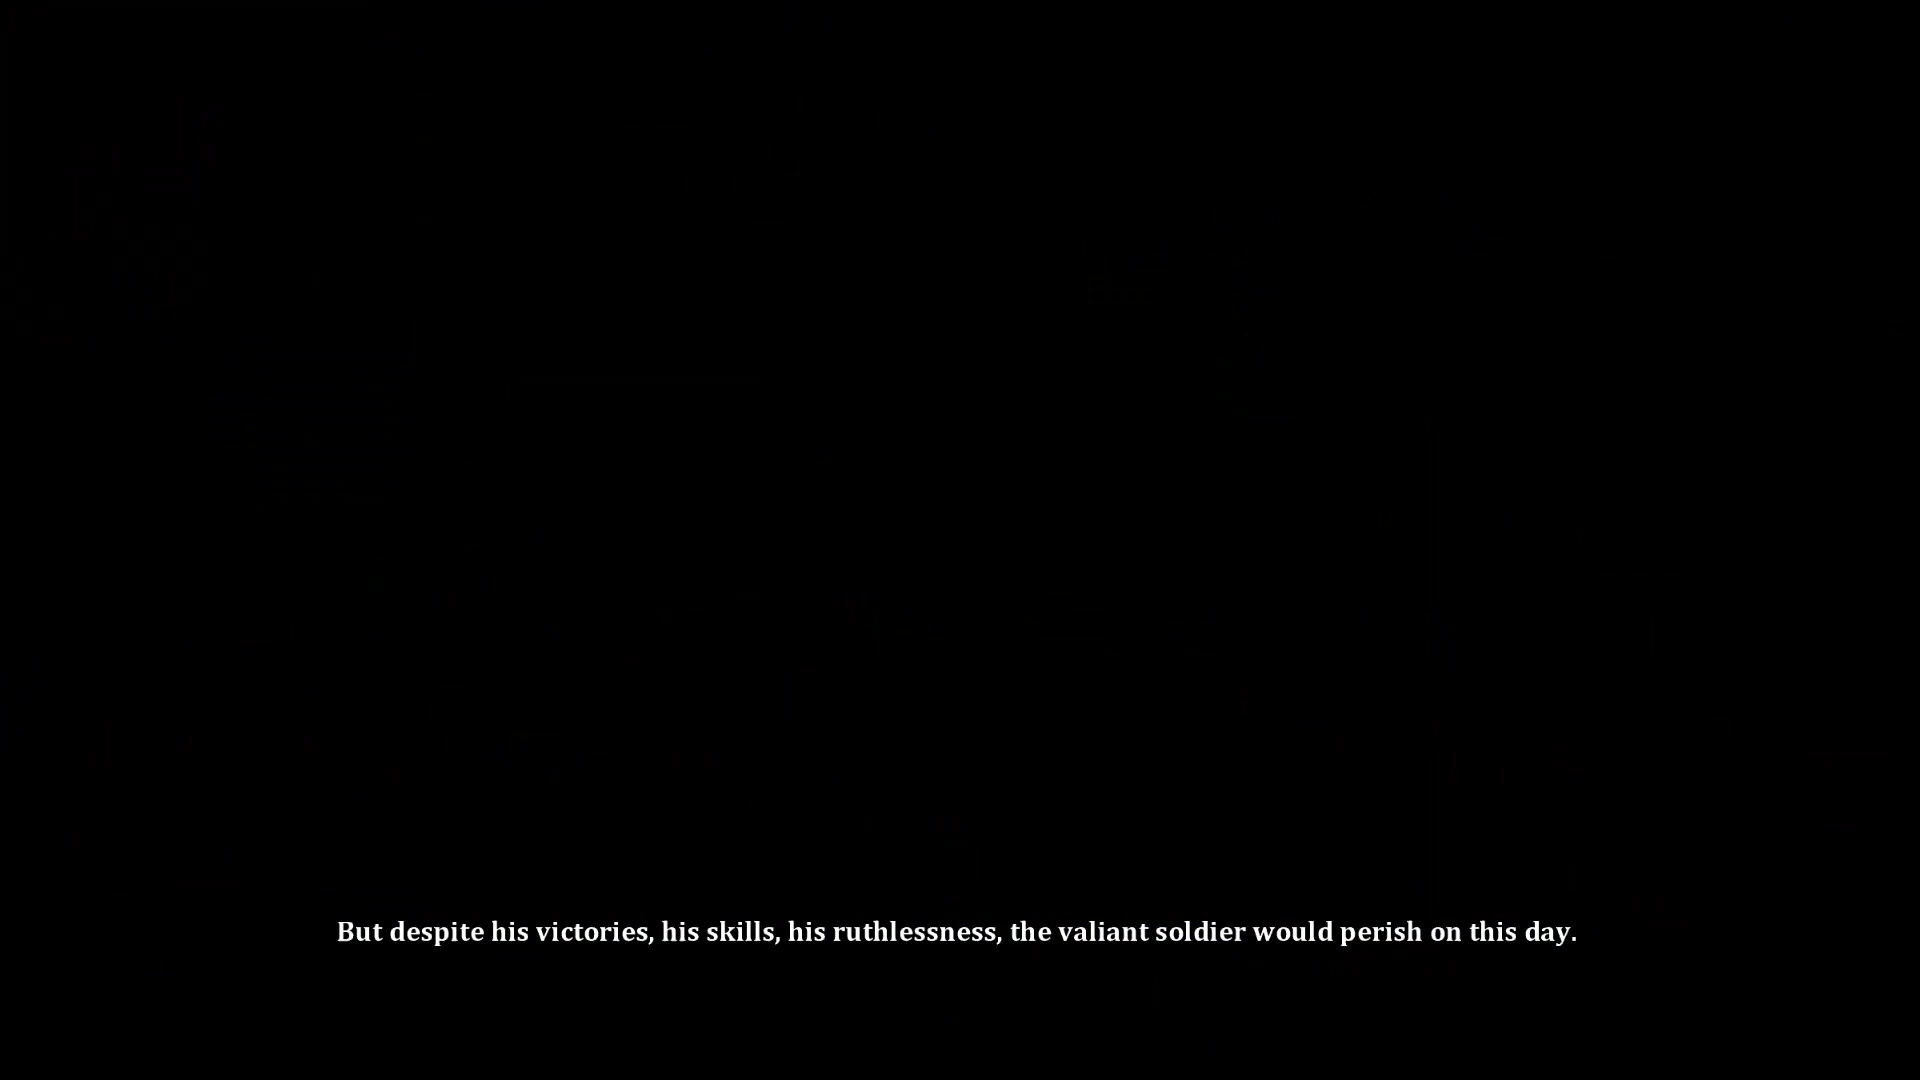 But despite his victories, his skills, his ruthlessness, the valiant soldier would perish on this day.